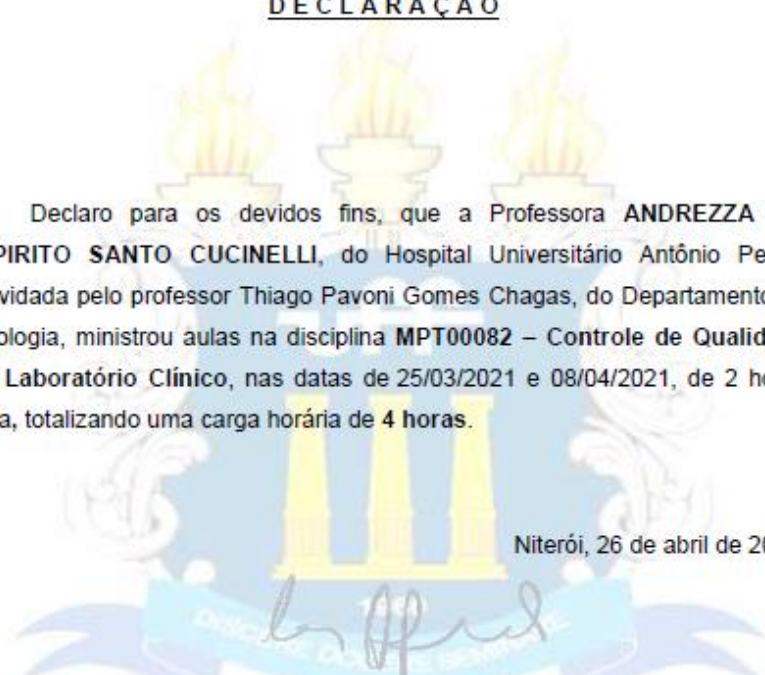 DECLARAÇÃO
Declaro para os devidos fins, que a Professora ANDREZZA
PIRITO SANTO CUCINELLI, do Hospital Universitário Antônio Pe
vidada pelo professor Thiago Pavoni Gomes Chagas, do Departamento
ologia, ministrou aulas na disciplina MPT00082 – Controle de Qualid
Laboratório Clínico, nas datas de 25/03/2021 e 08/04/2021, de 2 ho
a, totalizando uma carga horária de 4 horas.
Niterói, 26 de abril de 20
uff
1960